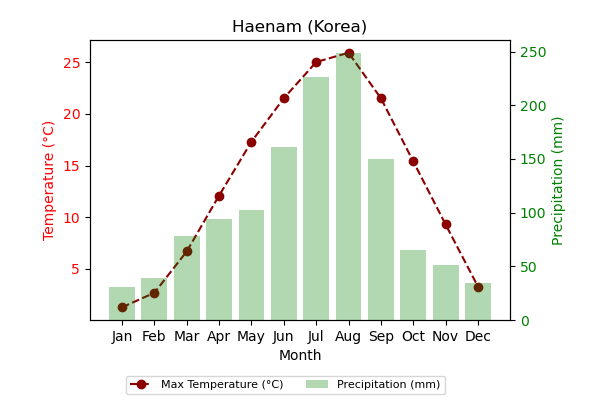 Haenam (Korea)
Temperature (°C)
25
20
15
10
5
Precipitation (mm)
250
200
150
100
50
0
Jan Feb Mar Apr May Jun Jul Aug Sep Oct Nov Dec
Month
Max Temperature (°C) Precipitation (mm)